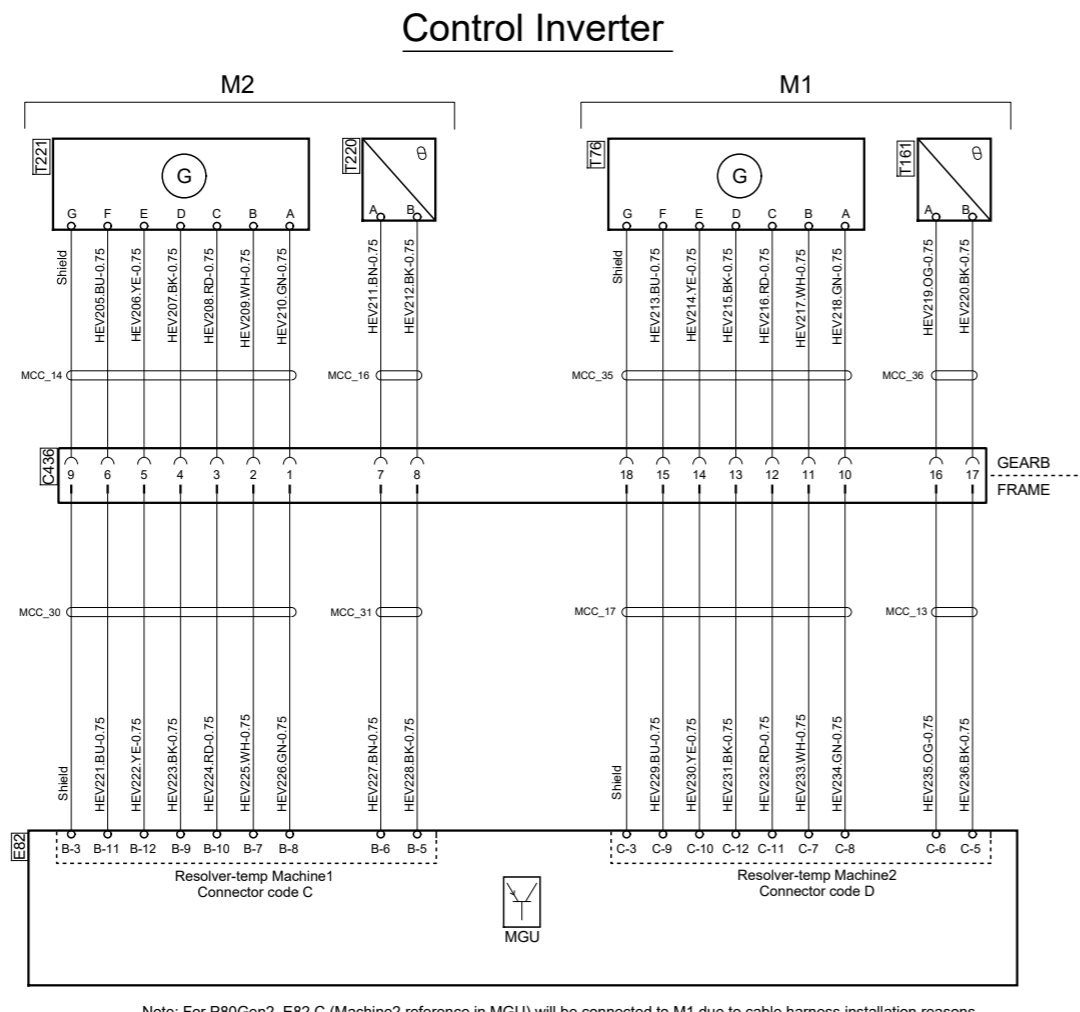 Control Inverter
M2 M1
T221 T220 T76 T161
G θ G θ
G F E D C B A A B G F E D C B A A B
Shield HEV205.BU-0.75 HEV206.YE-0.75 HEV207.BK-0.75 HEV208.RD-0.75 HEV209.WH-0.75 HEV210.GN-0.75 HEV211.BN-0.75 HEV212.BK-0.75 Shield HEV213.BU-0.75 HEV214.YE-0.75 HEV215.BK-0.75 HEV216.RD-0.75 HEV217.WH-0.75 HEV218.GN-0.75 HEV219.OG-0.75 HEV220.BK-0.75
MCC_14 MCC_16 MCC_35 MCC_36
C436
GEARB
9 6 5 4 3 2 1 7 8 18 15 14 13 12 11 10 16 17
FRAME
MCC_30 MCC_31 MCC_17 MCC_13
Shield HEV221.BU-0.75 HEV222.YE-0.75 HEV223.BK-0.75 HEV224.RD-0.75 HEV225.WH-0.75 HEV226.GN-0.75 HEV227.BN-0.75 HEV228.BK-0.75 Shield HEV229.BU-0.75 HEV230.YE-0.75 HEV231.BK-0.75 HEV232.RD-0.75 HEV233.WH-0.75 HEV234.GN-0.75 HEV235.OG-0.75 HEV236.BK-0.75
E82
B-3 B-11 B-12 B-9 B-10 B-7 B-8 B-6 B-5 C-3 C-9 C-10 C-12 C-11 C-7 C-8 C-6 C-5
Resolver-temp Machine1 Resolver-temp Machine2
Connector code C Connector code D
MGU
Note: For P80Gen2, E82.C (Machine2 reference in MGU) will be connected to M1 due to cable harness installation reasons